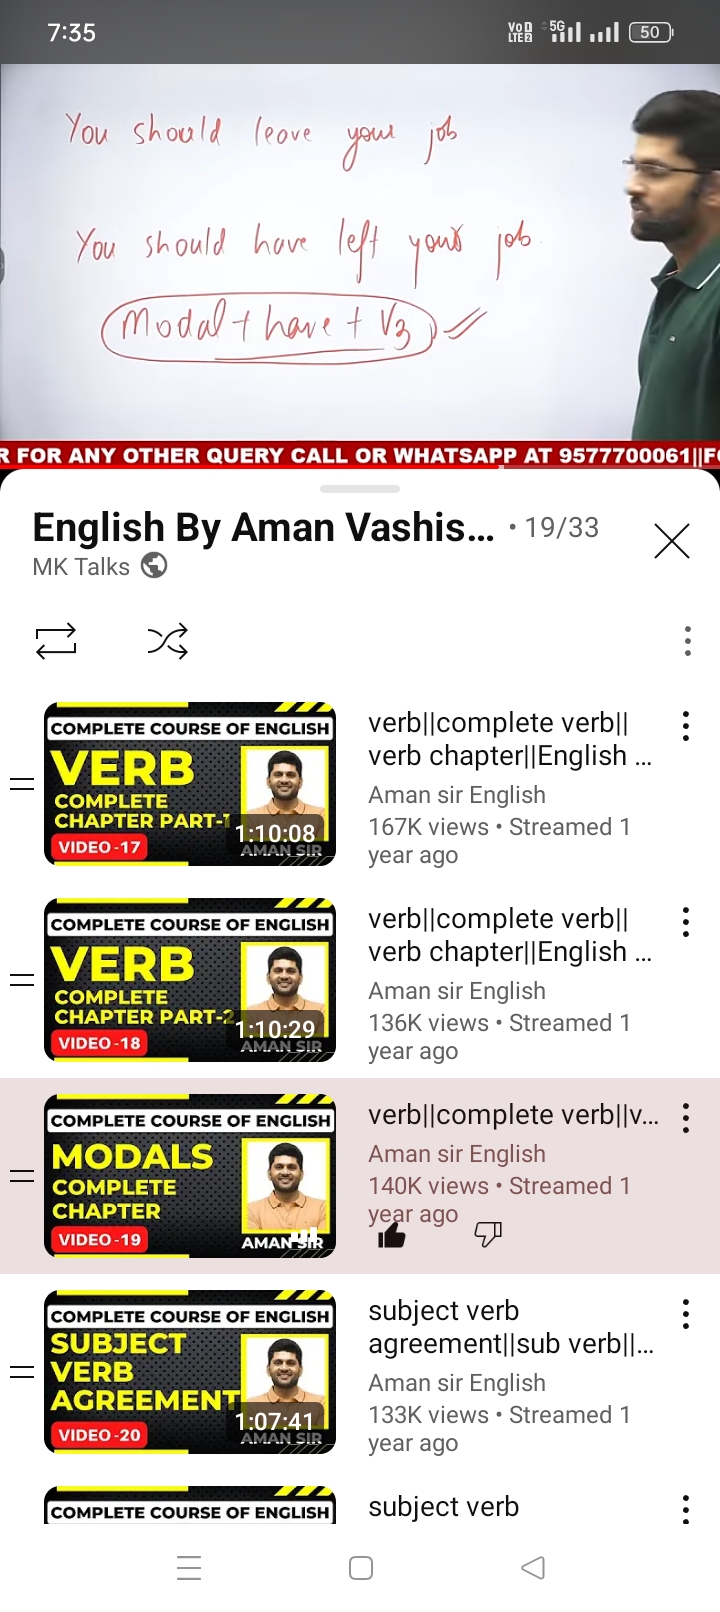 7:35
Vo D LTE 2 5G 50
You should leave your job
You should have left your job
Modal + have + V3
R FOR ANY OTHER QUERY CALL OR WHATSAPP AT 9577700061||F
English By Aman Vashis... • 19/33
MK Talks
COMPLETE COURSE OF ENGLISH
VERB
COMPLETE
CHAPTER PART-1
VIDEO -17
1:10:08
AMAN SIR
verb||complete verb||
verb chapter||English ...
Aman sir English
167K views • Streamed 1
year ago
COMPLETE COURSE OF ENGLISH
VERB
COMPLETE
CHAPTER PART-2
VIDEO -18
1:10:29
AMAN SIR
verb||complete verb||
verb chapter||English ...
Aman sir English
136K views • Streamed 1
year ago
COMPLETE COURSE OF ENGLISH
MODALS
COMPLETE
CHAPTER
VIDEO -19
AMAN SIR
verb||complete verb||v...
Aman sir English
140K views • Streamed 1
year ago
COMPLETE COURSE OF ENGLISH
SUBJECT
VERB
AGREEMENT
VIDEO -20
1:07:41
AMAN SIR
subject verb
agreement||sub verb||...
Aman sir English
133K views • Streamed 1
year ago
COMPLETE COURSE OF ENGLISH
subject verb